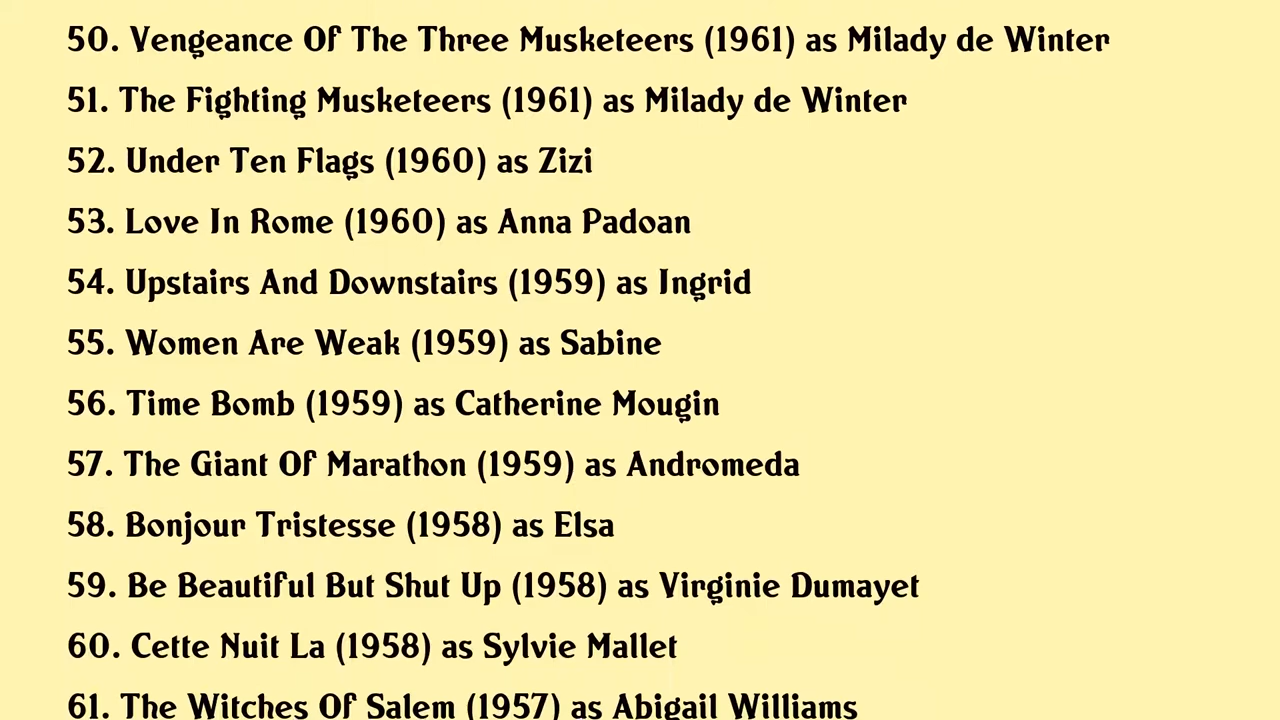 50. Vengeance Of The Three Musketeers (1961) as Milady de Winter
51. The Fighting Musketeers (1961) as Milady de Winter
52. Under Ten Flags (1960) as Zizi
53. Love In Rome (1960) as Anna Padoan
54. Upstairs And Downstairs (1959) as Ingrid
55. Women Are Weak (1959) as Sabine
56. Time Bomb (1959) as Catherine Mougin
57. The Giant Of Marathon (1959) as Andromeda
58. Bonjour Tristesse (1958) as Elsa
59. Be Beautiful But Shut Up (1958) as Virginie Dumayet
60. Cette Nuit La (1958) as Sylvie Mallet
61. The Witches Of Salem (1957) as Abigail Williams